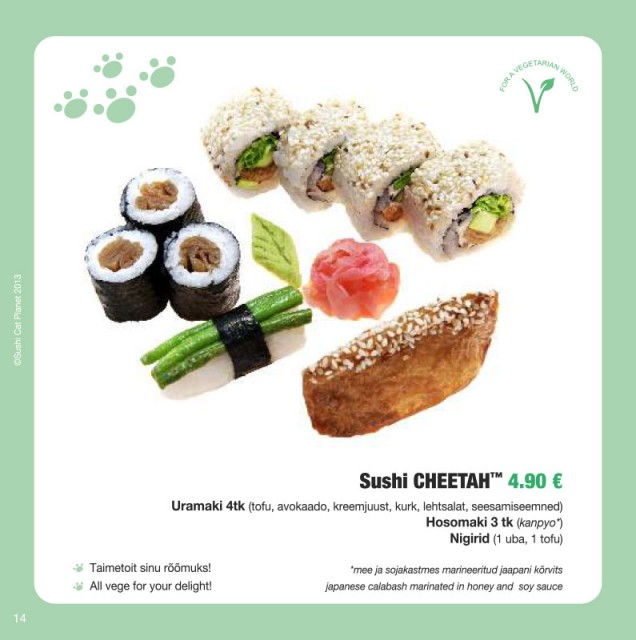 FOR A VEGETARIAN WORLD
©Sushi Cat Planet 2013
Sushi CHEETAH™ 4.90 €
Uramaki 4tk (tofu, avokaado, kreemjuust, kurk, lehtsalat, seesamiseemned)
Hosomaki 3 tk (kanpyo*)
Nigirid (1 uba, 1 tofu)
Taimetoit sinu rõõmuks!
All vege for your delight!
*mee ja sojakastmes marineeritud jaapani kõrvits
japanese calabash marinated in honey and soy sauce
14